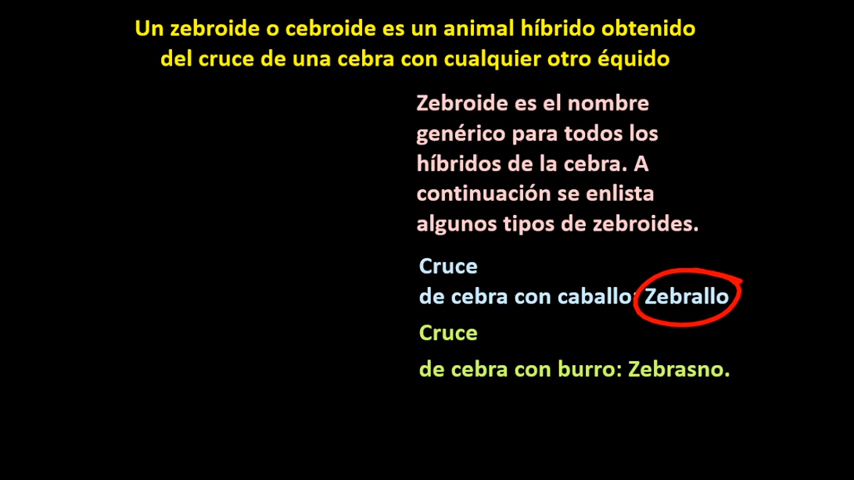 Un zebroide o cebroide es un animal híbrido obtenido
del cruce de una cebra con cualquier otro équido
Zebroide es el nombre
genérico para todos los
híbridos de la cebra. A
continuación se enlista
algunos tipos de zebroides.
Cruce
de cebra con caballo: Zebrallo
Cruce
de cebra con burro: Zebrasno.